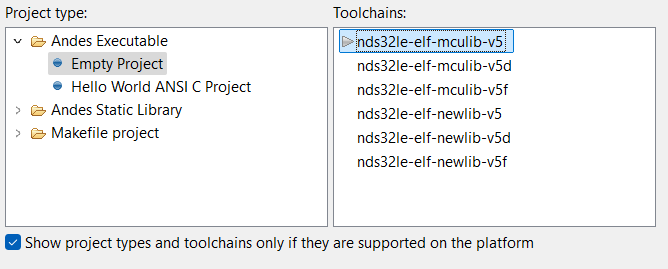 Project type:
Andes Executable
Empty Project
Hello World ANSI C Project
Andes Static Library
Makefile project
Toolchains:
nds32le-elf-mculib-v5
nds32le-elf-mculib-v5d
nds32le-elf-mculib-v5f
nds32le-elf-newlib-v5
nds32le-elf-newlib-v5d
nds32le-elf-newlib-v5f
Show project types and toolchains only if they are supported on the platform